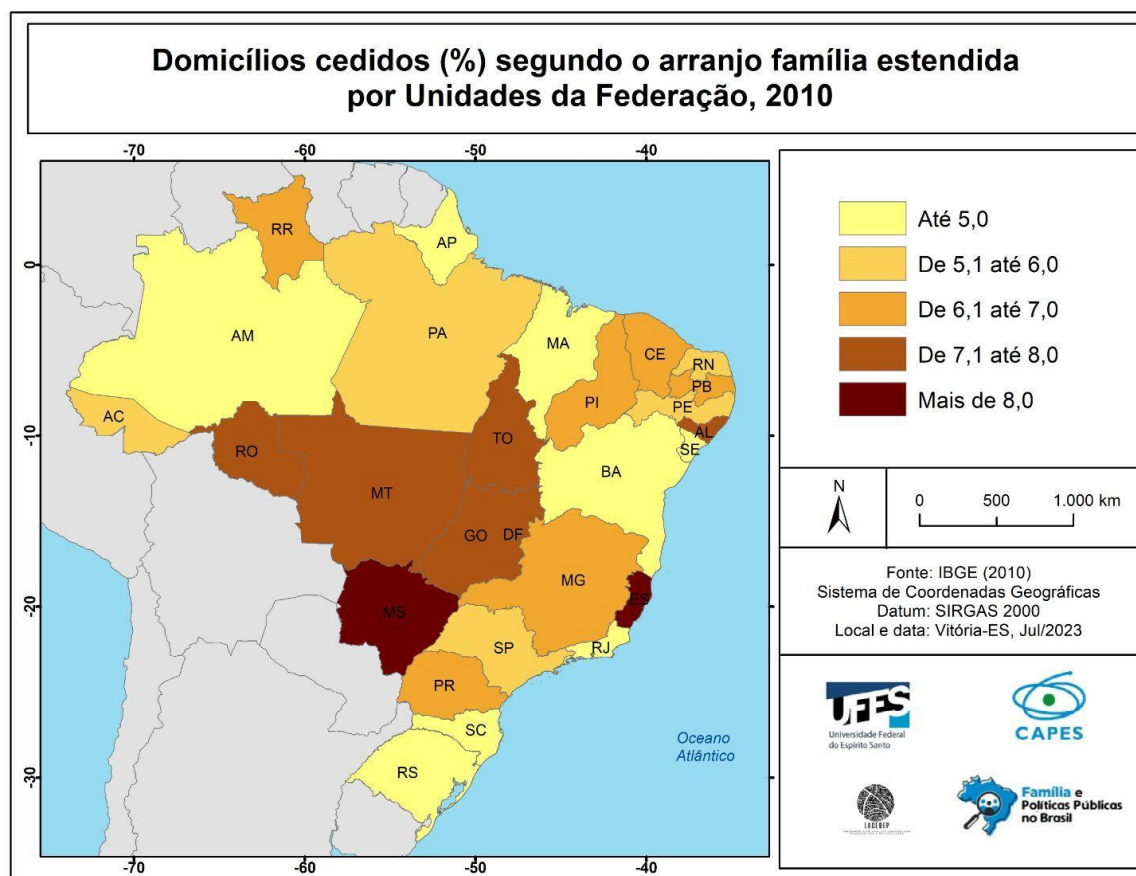 Domicílios cedidos (%) segundo o arranjo família estendida
por Unidades da Federação, 2010
-70
-60
-50
-40
0
-10
-20
-30
0
-10
-20
-30
-70
-60
-50
-40
RR
AP
AM
PA
MA
CE
RN
PB
PI
PE
AC
AL
SE
TO
RO
BA
MT
GO
DF
MG
ES
MS
SP
RJ
PR
SC
RS
Oceano
Atlântico
Até 5,0
De 5,1 até 6,0
De 6,1 até 7,0
De 7,1 até 8,0
Mais de 8,0
N
0 500 1.000 km
Fonte: IBGE (2010)
Sistema de Coordenadas Geográficas
Datum: SIRGAS 2000
Local e data: Vitória-ES, Jul/2023
UFES
Universidade Federal
do Espírito Santo
CAPES
LAGEDEP
Família e
Políticas Públicas
no Brasil